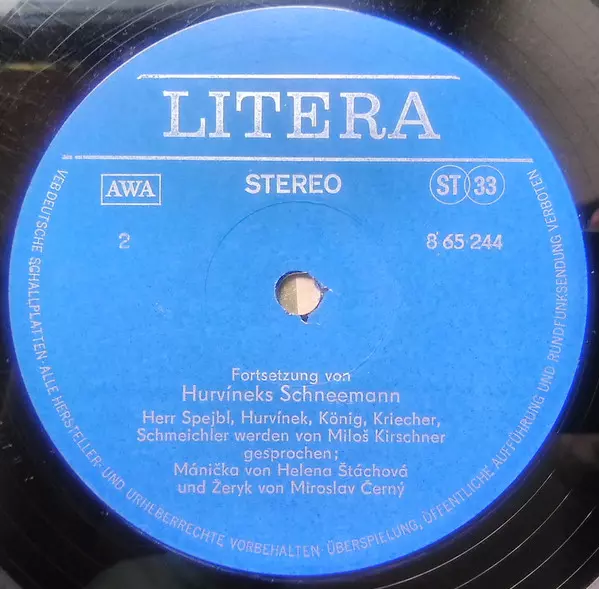 LITERA
AWA
STEREO
ST 33
2
8 65 244
Fortsetzung von
Hurvíneks Schneemann
Herr Spejbl, Hurvínek, König, Kriecher,
Schmeichler werden von Miloš Kirschner
gesprochen;
Mánička von Helena Štáchová
und Žeryk von Miroslav Černý
VEB DEUTSCHE SCHALLPLATTEN · ALLE HERSTELLER- UND URHEBERRECHTE VORBEHALTEN ÜBERSPIELUNG, ÖFFENTLICHE AUFFÜHRUNG UND RUNDFUNKSENDUNG VERBOTEN